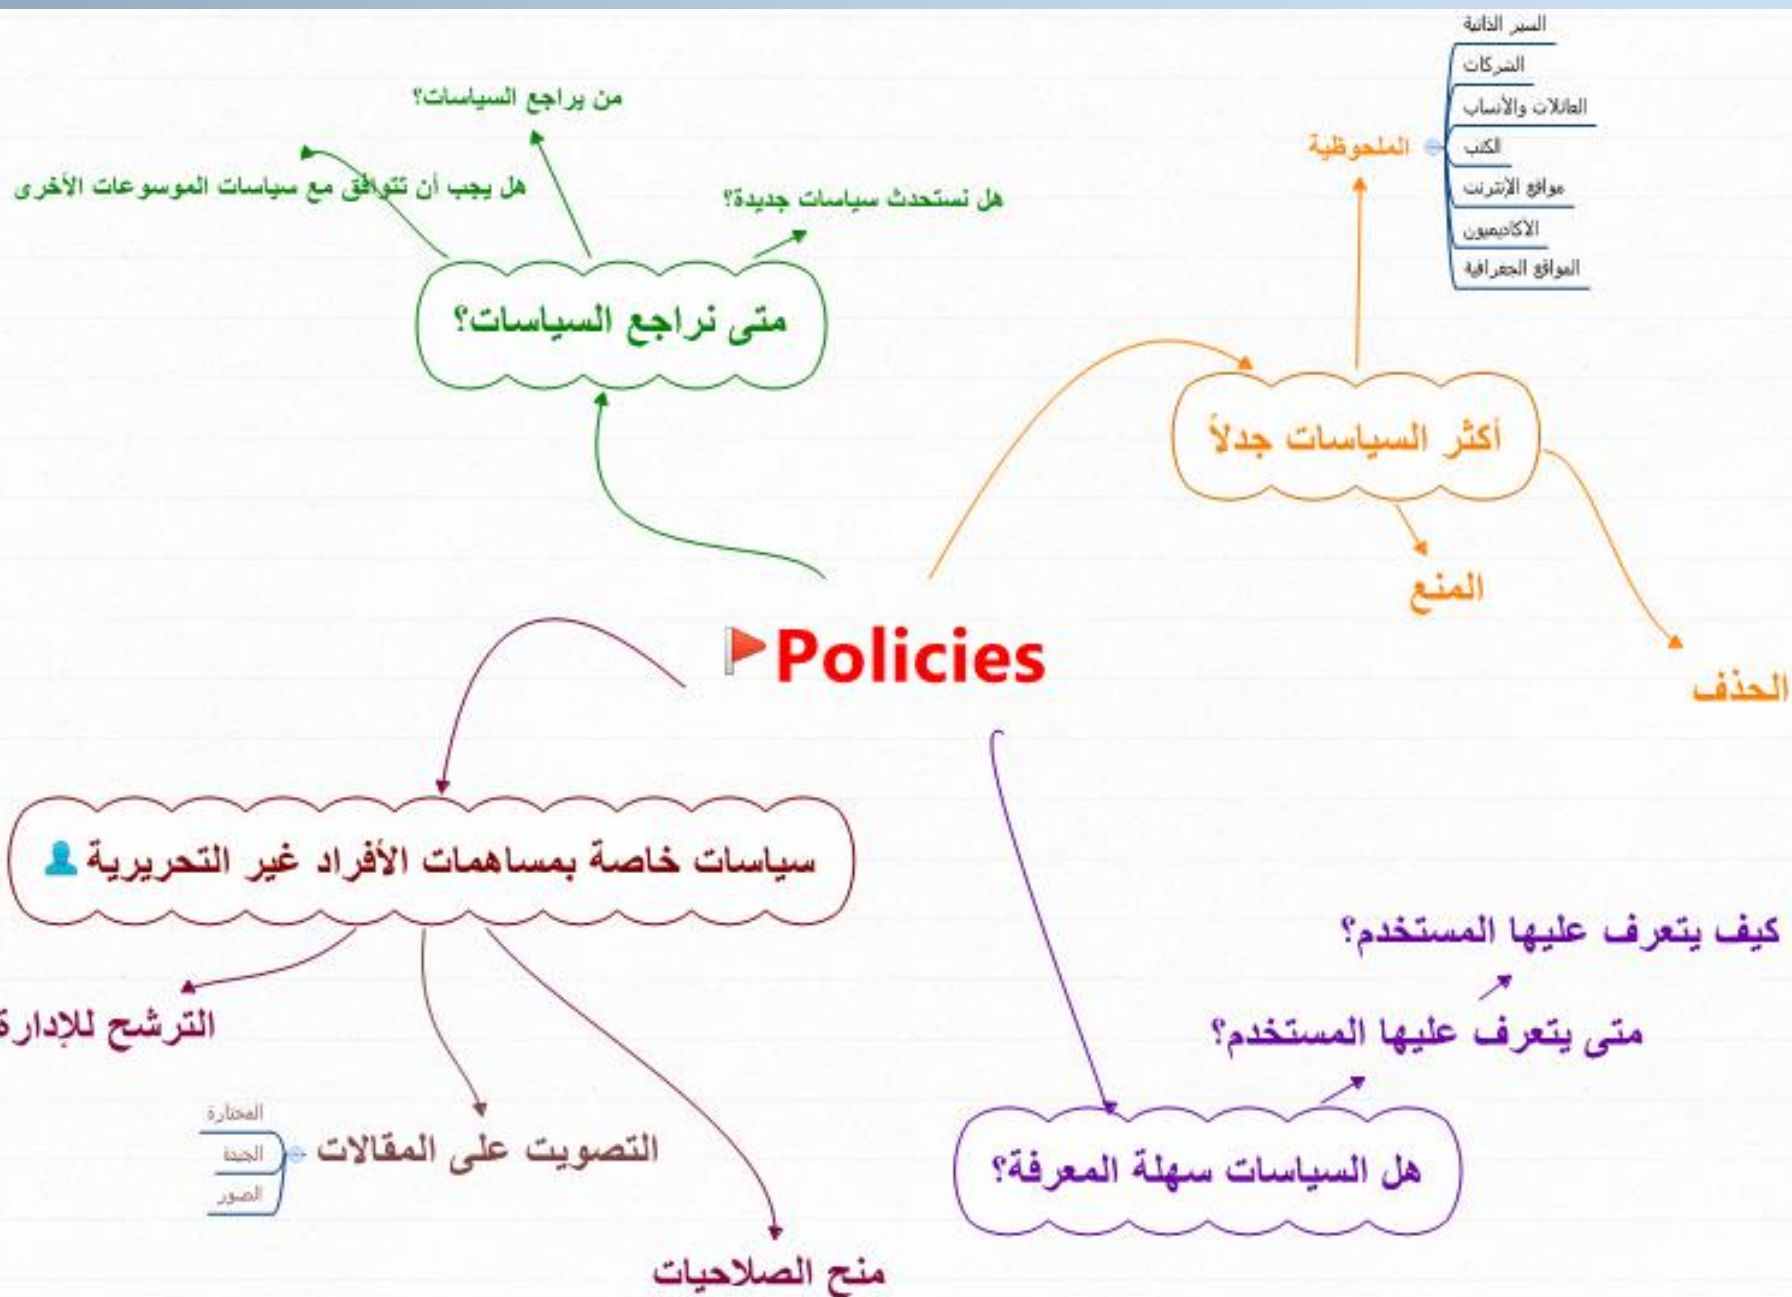 Policies
أكثر السياسات جدلاً
الملحوظية
السير الذاتية
الشركات
العائلات والأنساب
الكتب
مواقع الإنترنت
الأكاديميون
المواقع الجغرافية
المنع
الحذف
متى نراجع السياسات؟
هل نستحدث سياسات جديدة؟
من يراجع السياسات؟
هل يجب أن تتوافق مع سياسات الموسوعات الأخرى
سياسات خاصة بمساهمات الأفراد غير التحريرية
الترشح للإدارة
التصويت على المقالات
المختارة
الجيدة
الصور
منح الصلاحيات
هل السياسات سهلة المعرفة؟
متى يتعرف عليها المستخدم؟
كيف يتعرف عليها المستخدم؟